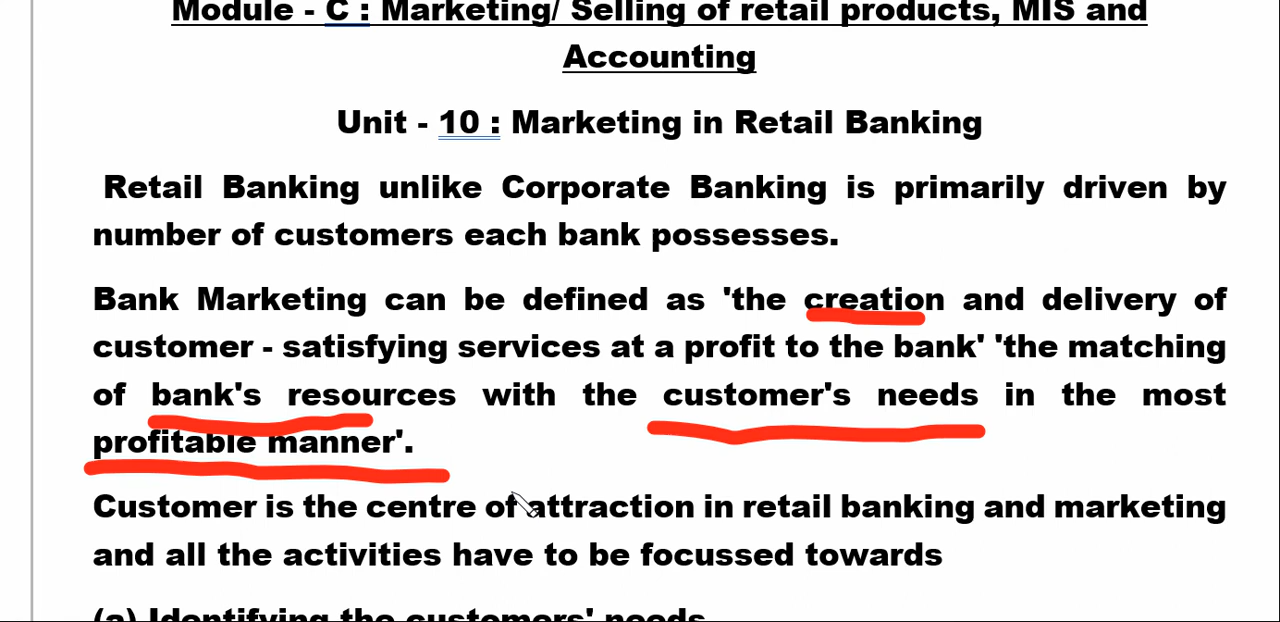 Module - C : Marketing/ Selling of retail products, MIS and
Accounting
Unit - 10 : Marketing in Retail Banking
Retail Banking unlike Corporate Banking is primarily driven by
number of customers each bank possesses.
Bank Marketing can be defined as 'the creation and delivery of
customer - satisfying services at a profit to the bank' 'the matching
of bank's resources with the customer's needs in the most
profitable manner'.
Customer is the centre of attraction in retail banking and marketing
and all the activities have to be focussed towards
(a) Identifying the customers' needs